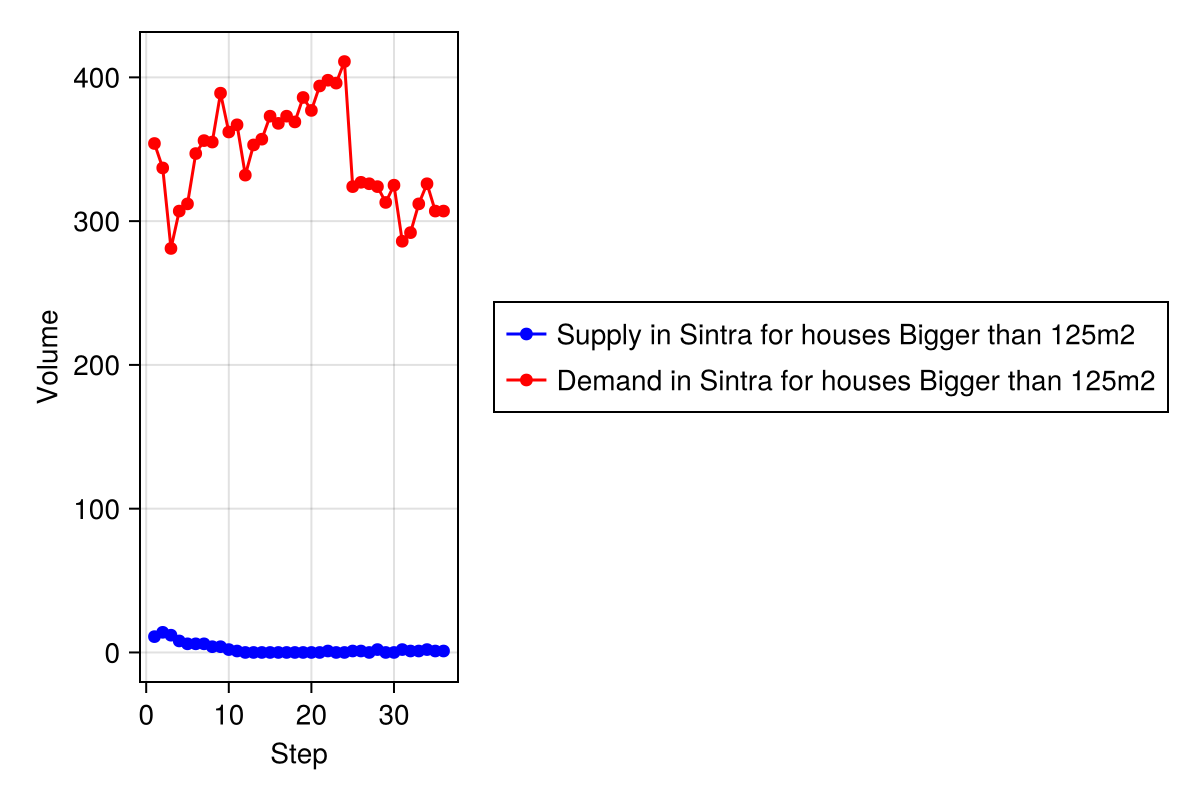 400
300
200
100
0
Volume
0 10 20 30
Step
Supply in Sintra for houses Bigger than 125m2
Demand in Sintra for houses Bigger than 125m2